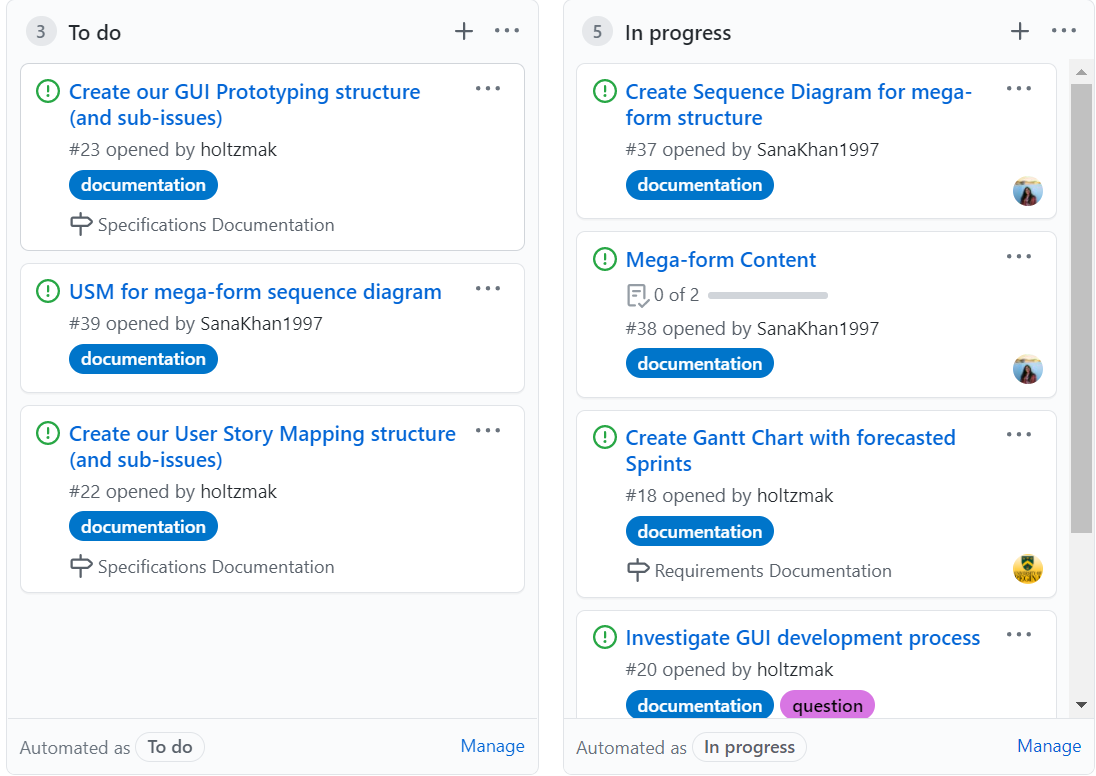 3 To do
Create our GUI Prototyping structure
(and sub-issues)
#23 opened by holtzmak
documentation
Specifications Documentation
USM for mega-form sequence diagram
#39 opened by SanaKhan1997
documentation
Create our User Story Mapping structure
(and sub-issues)
#22 opened by holtzmak
documentation
Specifications Documentation
Automated as To do Manage
5 In progress
Create Sequence Diagram for mega-
form structure
#37 opened by SanaKhan1997
documentation
Mega-form Content
0 of 2
#38 opened by SanaKhan1997
documentation
Create Gantt Chart with forecasted
Sprints
#18 opened by holtzmak
documentation
Requirements Documentation
Investigate GUI development process
#20 opened by holtzmak
documentation question
Automated as In progress Manage